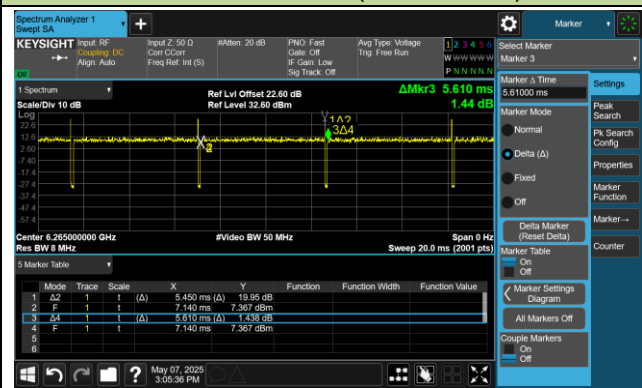 Spectrum Analyzer 1
Swept SA
Marker
KEYSIGHT
Input: RF
Coupling: DC
Align: Auto
Input Z: 50 Ω
Corr CCorr
Freq Ref: Int (S)
#Atten: 20 dB
PNO: Fast
Gate: Off
IF Gain: Low
Sig Track: Off
Avg Type: Voltage
Trig: Free Run
1 2 3 4 5 6
W W W W W W
P N N N N N
Select Marker
Marker 3
1 Spectrum
Scale/Div 10 dB
Ref Lvl Offset 22.60 dB
Ref Level 32.60 dBm
ΔMkr3 5.610 ms
1.44 dB
Log
22.6
12.6
2.60
-7.40
-17.4
-27.4
-37.4
-47.4
-57.4
1Δ2
3Δ4
Center 6.265000000 GHz
Res BW 8 MHz
#Video BW 50 MHz
Span 0 Hz
Sweep 20.0 ms (2001 pts)
5 Marker Table
Mode Trace Scale X Y Function Function Width Function Value
1 Δ2 1 t (Δ) 5.450 ms (Δ) 19.95 dB
2 F 1 t 7.140 ms 7.367 dBm
3 Δ4 1 t (Δ) 5.610 ms (Δ) 1.438 dB
4 F 1 t 7.140 ms 7.367 dBm
5
6
Marker Δ Time
5.61000 ms
Marker Mode
Normal
Delta (Δ)
Fixed
Off
Delta Marker
(Reset Delta)
Marker Table
On
Off
Marker Settings
Diagram
All Markers Off
Couple Markers
On
Off
Settings
Peak
Search
Pk Search
Config
Properties
Marker
Function
Marker→
Counter
May 07, 2025
3:05:36 PM